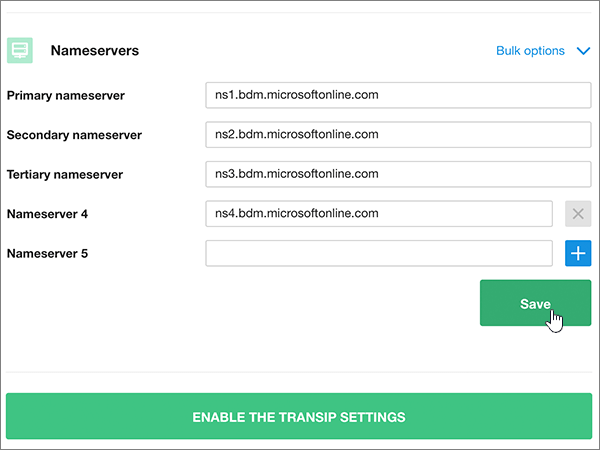 Nameservers
Bulk options
Primary nameserver
ns1.bdm.microsoftonline.com
Secondary nameserver
ns2.bdm.microsoftonline.com
Tertiary nameserver
ns3.bdm.microsoftonline.com
Nameserver 4
ns4.bdm.microsoftonline.com
Nameserver 5
Save
ENABLE THE TRANSIP SETTINGS